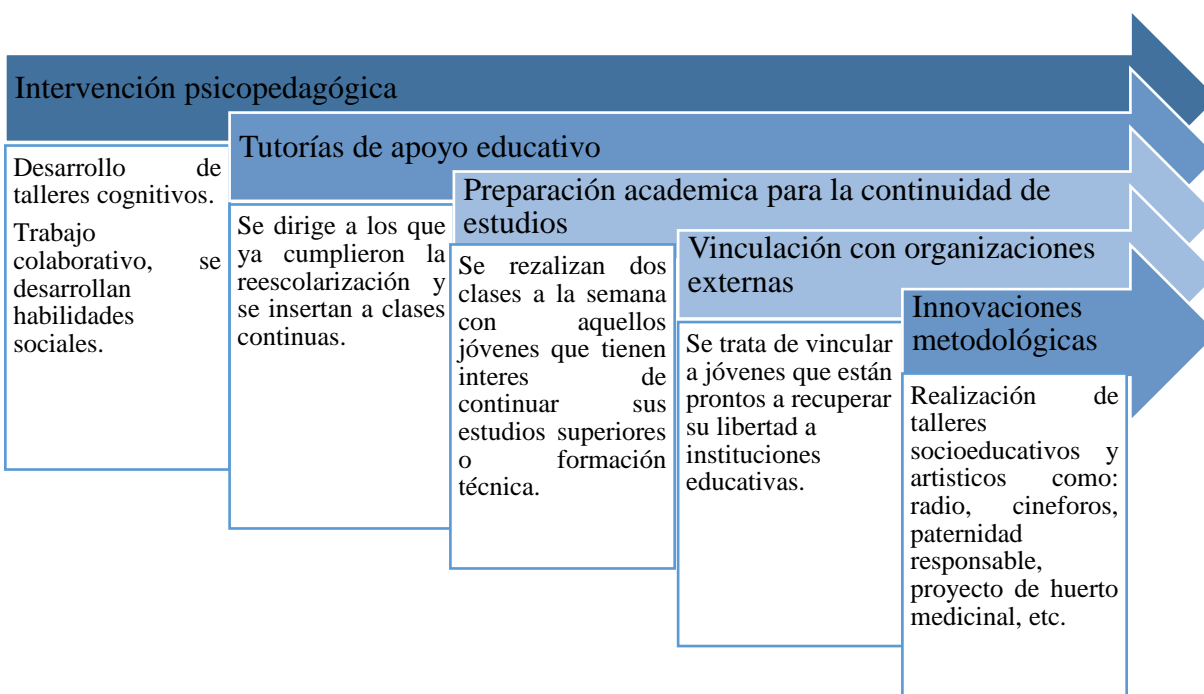 Intervención psicopedagógica
Desarrollo de
talleres cognitivos.
Trabajo
colaborativo, se
desarrollan
habilidades
sociales.
Tutorías de apoyo educativo
Se dirige a los que
ya cumplieron la
reescolarización y
se insertan a clases
continuas.
Preparación academica para la continuidad de
estudios
Se rezalizan dos
clases a la semana
con aquellos
jóvenes que tienen
interes de
continuar sus
estudios superiores
o formación
técnica.
Vinculación con organizaciones
externas
Se trata de vincular
a jóvenes que están
prontos a recuperar
su libertad a
instituciones
educativas.
Innovaciones
metodológicas
Realización de
talleres
socioeducativos y
artisticos como:
radio, cineforos,
paternidad
responsable,
proyecto de huerto
medicinal, etc.